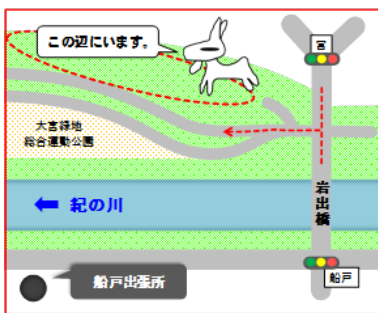 この辺にいます。
宮
大宮緑地
総合運動公園
岩出橋
紀の川
船戸出張所
船戸